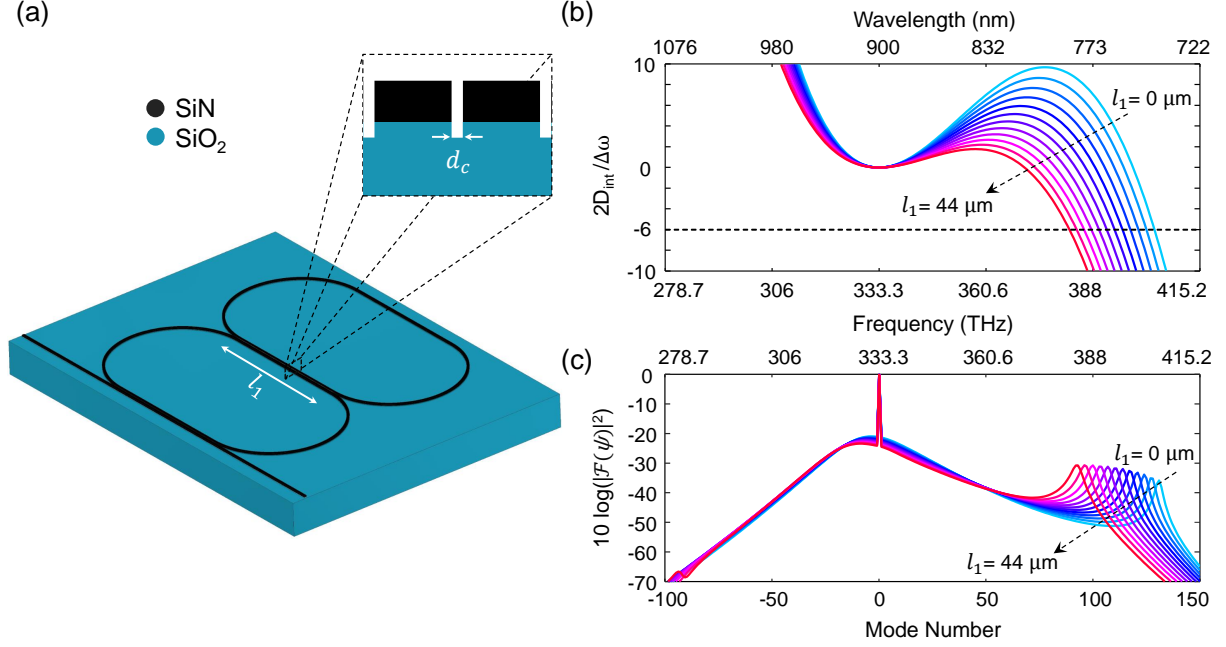 (a)
SiN
SiO₂
d_c
l₁
(b)
Wavelength (nm)
1076 980 900 832 773 722
10
0
-6
-10
2D_int/Δω
l₁= 0 μm
l₁= 44 μm
278.7 306 333.3 360.6 388 415.2
Frequency (THz)
(c)
278.7 306 333.3 360.6 388 415.2
0
-10
-20
-30
-40
-50
-60
-70
10 log(|ℱ(ψ)|²)
l₁= 0 μm
l₁= 44 μm
-100 -50 0 50 100 150
Mode Number